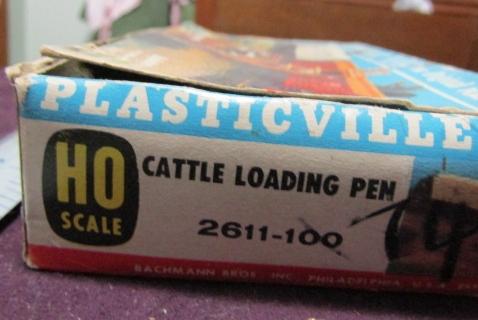 PLASTICVILLE
HO
SCALE
CATTLE LOADING PEN
2611-100
BACHMANN BROS. INC. PHILADELPHIA, U.S.A.